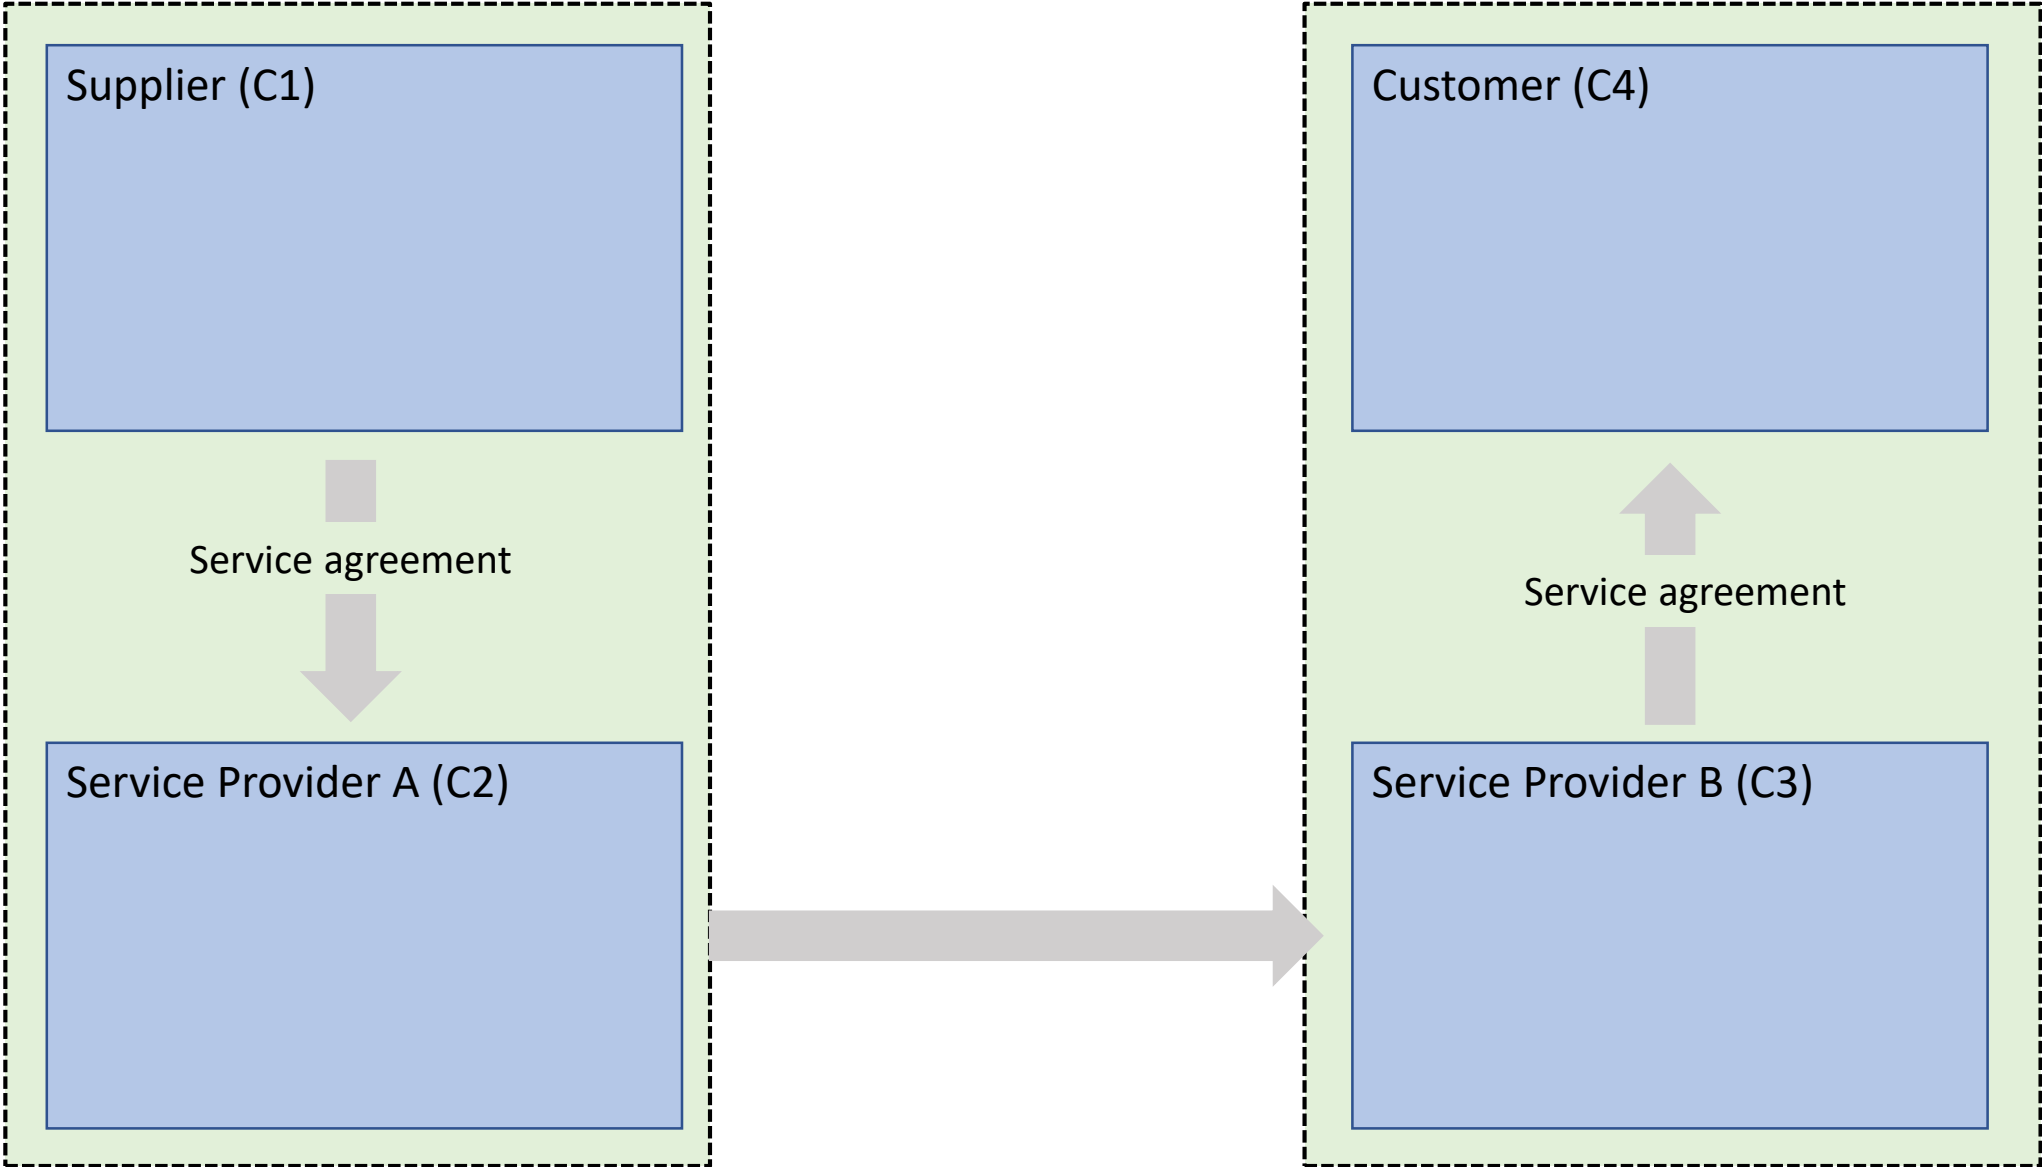 Supplier (C1)
Customer (C4)
Service agreement
Service agreement
Service Provider A (C2)
Service Provider B (C3)